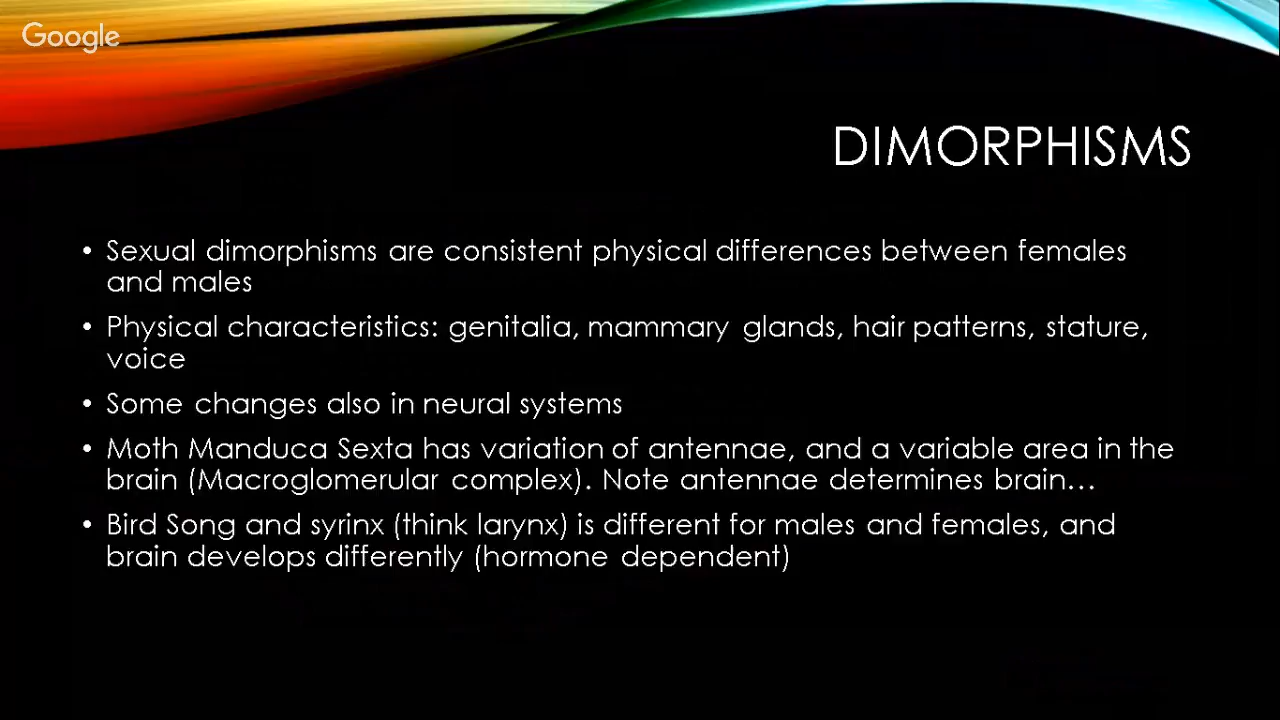 Google
DIMORPHISMS
• Sexual dimorphisms are consistent physical differences between females
and males
• Physical characteristics: genitalia, mammary glands, hair patterns, stature,
voice
• Some changes also in neural systems
• Moth Manduca Sexta has variation of antennae, and a variable area in the
brain (Macroglomerular complex). Note antennae determines brain…
• Bird Song and syrinx (think larynx) is different for males and females, and
brain develops differently (hormone dependent)